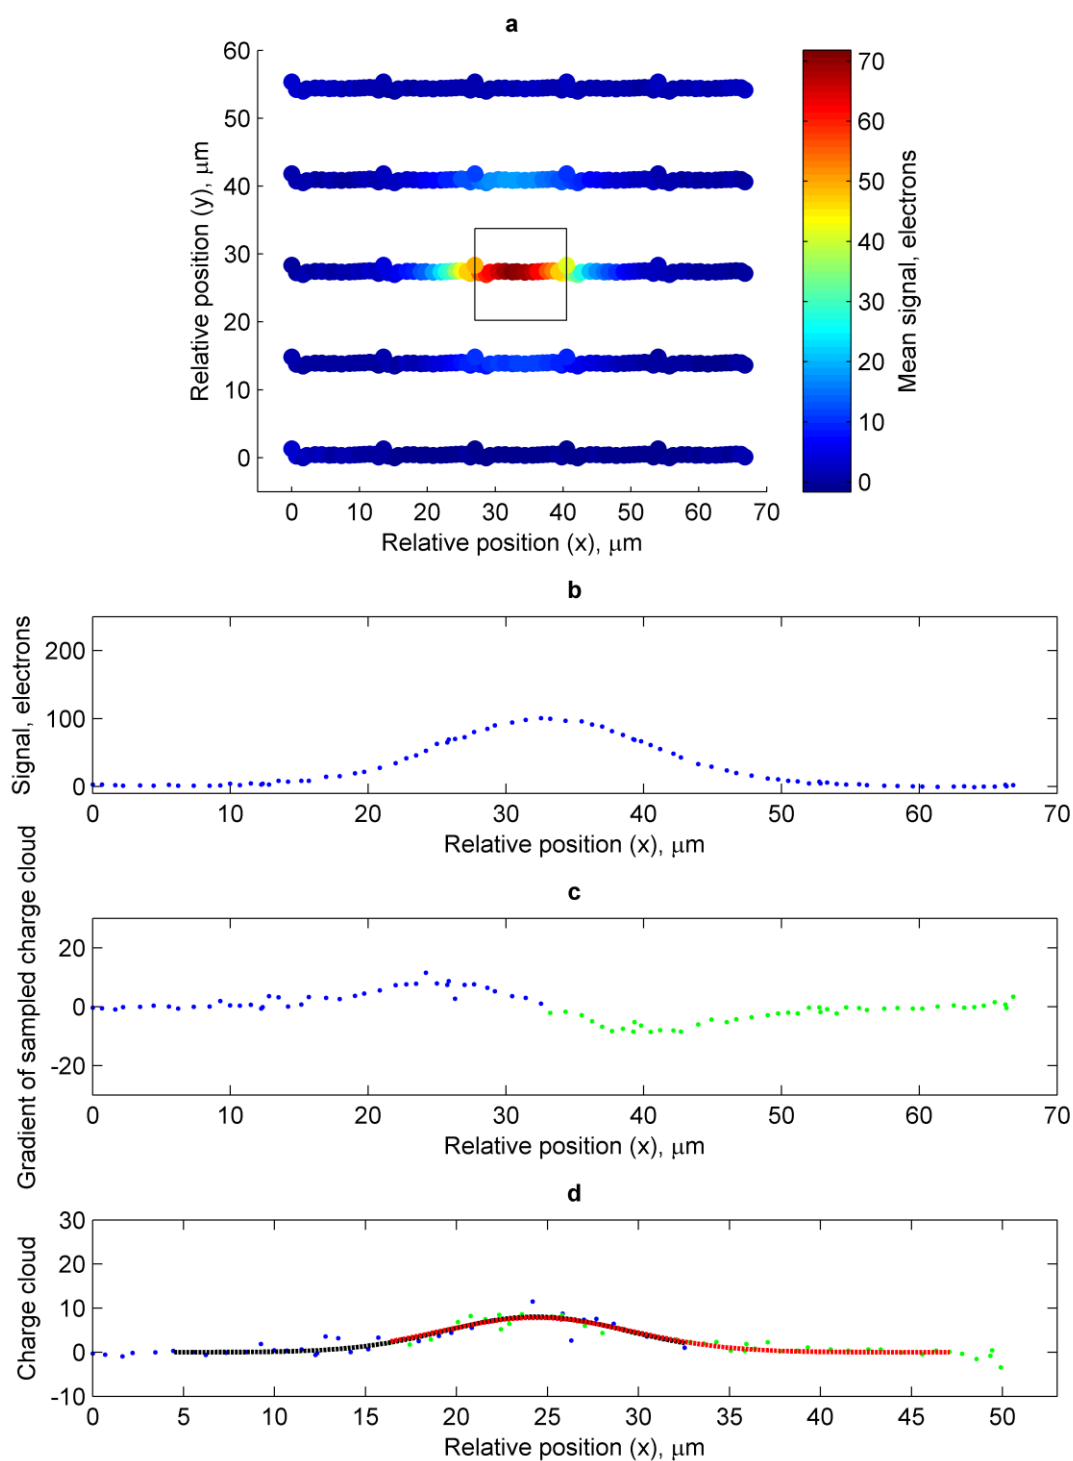 a
60
50
40
30
20
10
0
Relative position (y), μm
0 10 20 30 40 50 60 70
Relative position (x), μm
70
60
50
40
30
20
10
0
Mean signal, electrons
b
200
100
0
Signal, electrons
0 10 20 30 40 50 60 70
Relative position (x), μm
c
20
0
-20
Gradient of sampled charge cloud
0 10 20 30 40 50 60 70
Relative position (x), μm
d
30
20
10
0
-10
Charge cloud
0 5 10 15 20 25 30 35 40 45 50
Relative position (x), μm